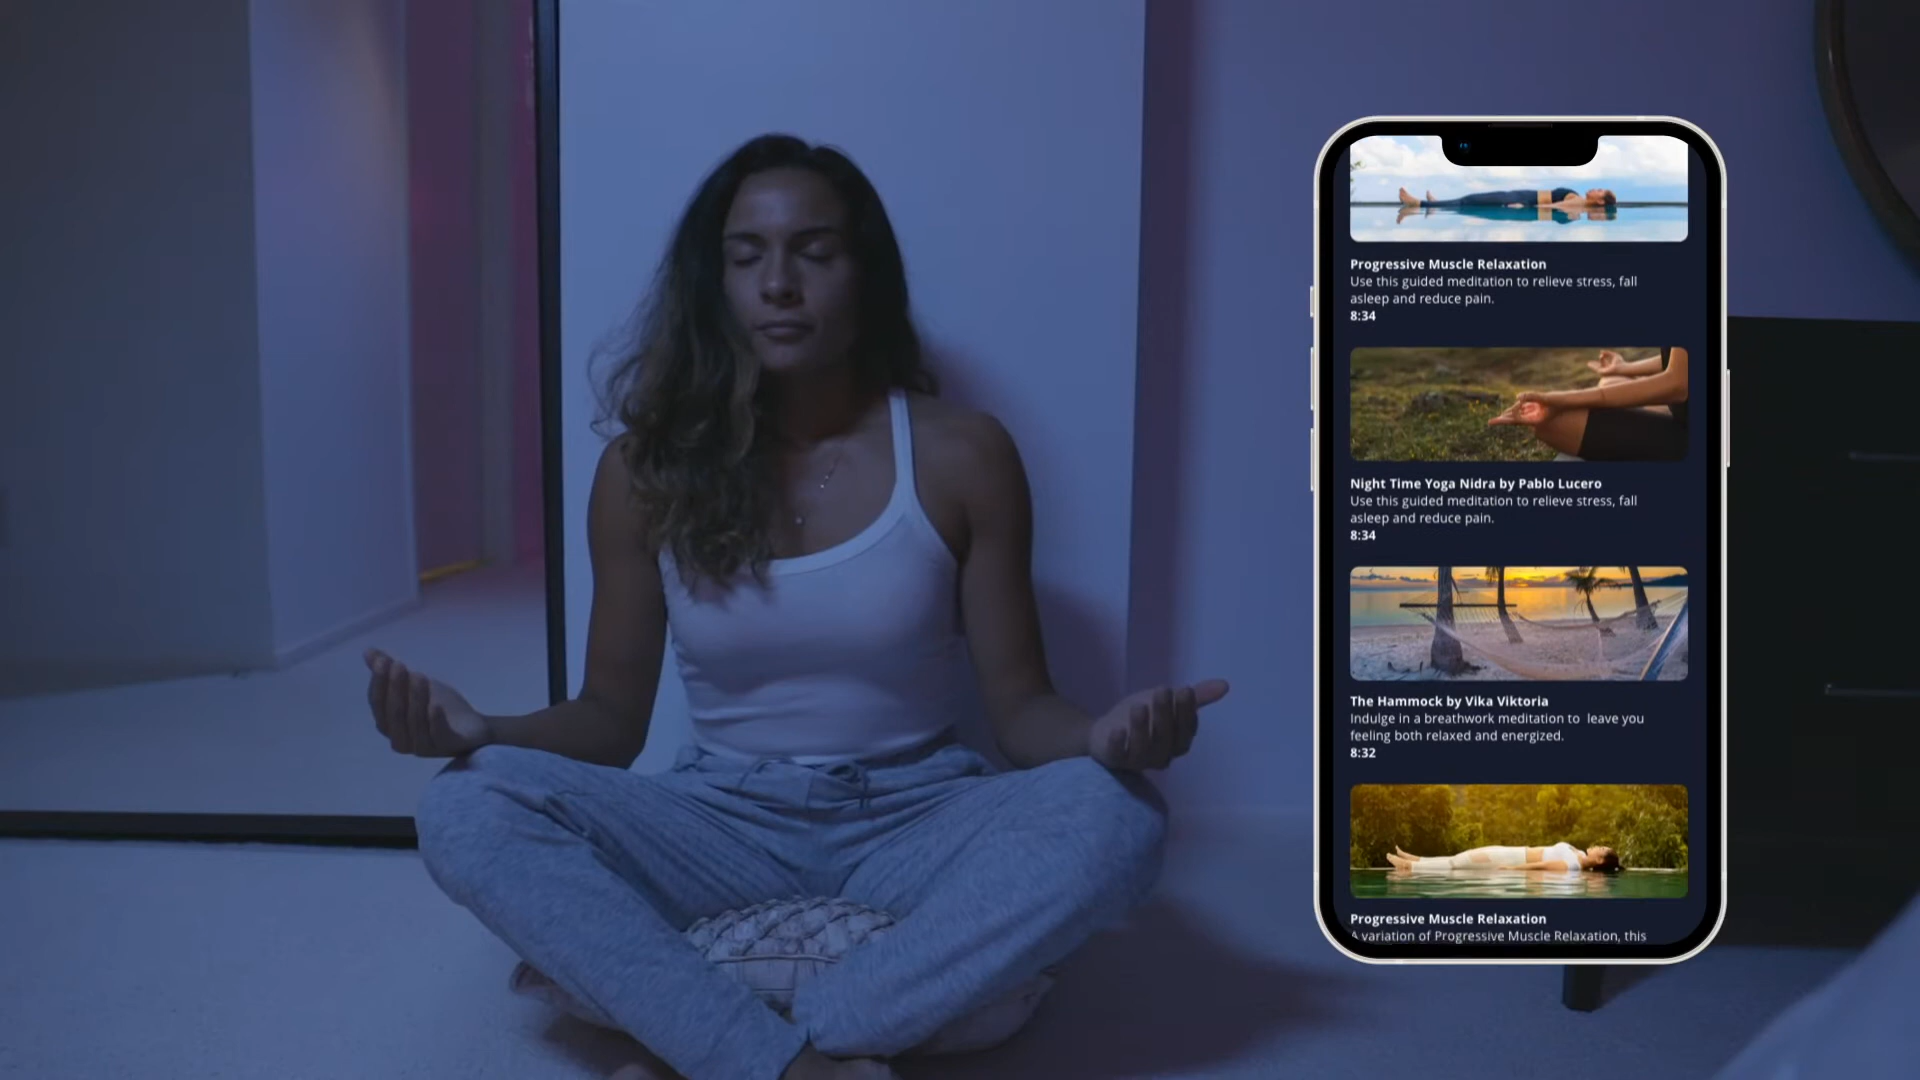 Progressive Muscle Relaxation
Use this guided meditation to relieve stress, fall
asleep and reduce pain.
8:34
Night Time Yoga Nidra by Pablo Lucero
Use this guided meditation to relieve stress, fall
asleep and reduce pain.
8:34
The Hammock by Vika Viktoria
Indulge in a breathwork meditation to  leave you
feeling both relaxed and energized.
8:32
Progressive Muscle Relaxation
A variation of Progressive Muscle Relaxation, this